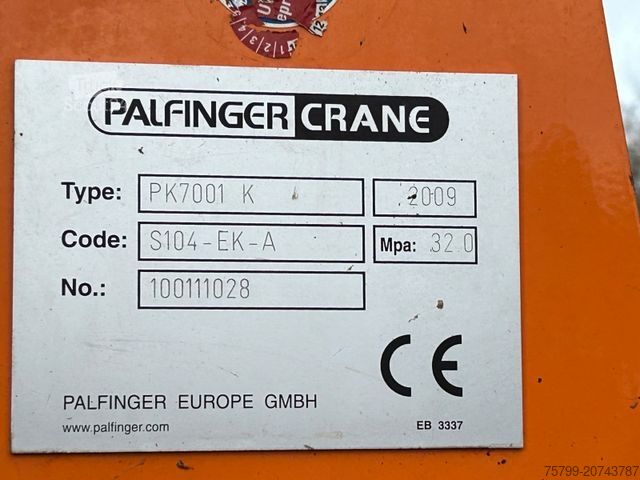 PALFINGER CRANE
Type: PK7001 K 2009
Code: S104-EK-A Mpa: 32.0
No.: 100111028
CE
PALFINGER EUROPE GMBH
www.palfinger.com EB 3337
75799-20743787